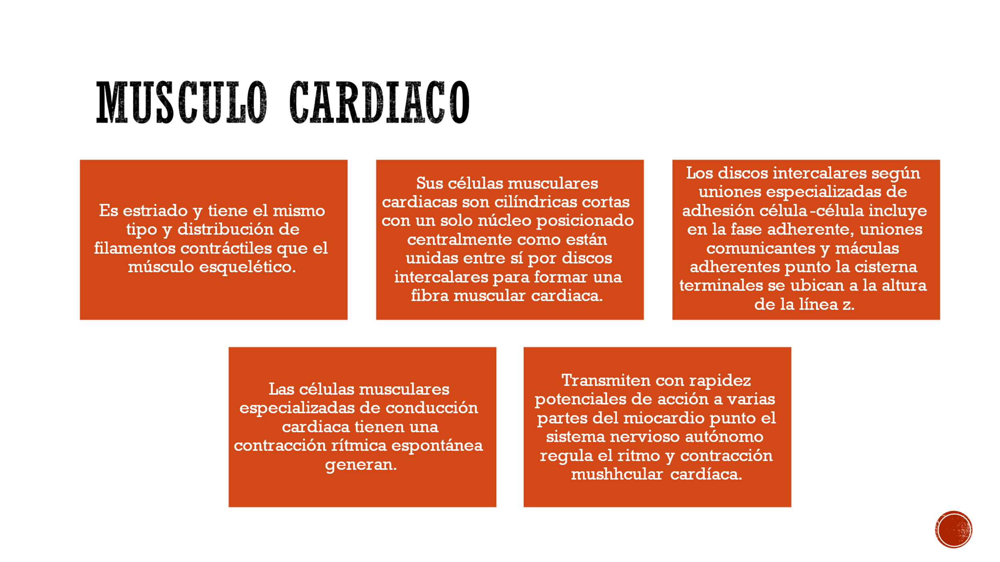 MUSCULO CARDIACO
Es estriado y tiene el mismo
tipo y distribución de
filamentos contráctiles que el
músculo esquelético.
Sus células musculares
cardiacas son cilíndricas cortas
con un solo núcleo posicionado
centralmente como están
unidas entre sí por discos
intercalares para formar una
fibra muscular cardiaca.
Los discos intercalares según
uniones especializadas de
adhesión célula-célula incluye
en la fase adherente, uniones
comunicantes y máculas
adherentes punto la cisterna
terminales se ubican a la altura
de la línea z.
Las células musculares
especializadas de conducción
cardiaca tienen una
contracción rítmica espontánea
generan.
Transmiten con rapidez
potenciales de acción a varias
partes del miocardio punto el
sistema nervioso autónomo
regula el ritmo y contracción
mushhcular cardíaca.